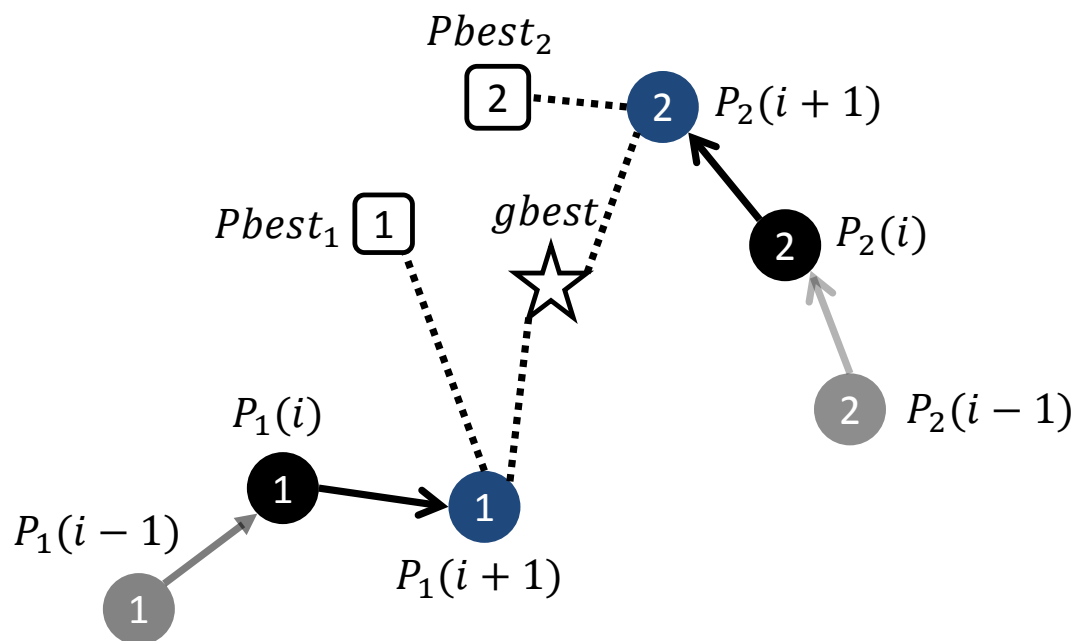 Pbest₂
2
2
P₂(i + 1)
Pbest₁
1
gbest
2
P₂(i)
2
P₂(i − 1)
P₁(i)
1
1
P₁(i − 1)
P₁(i + 1)
1